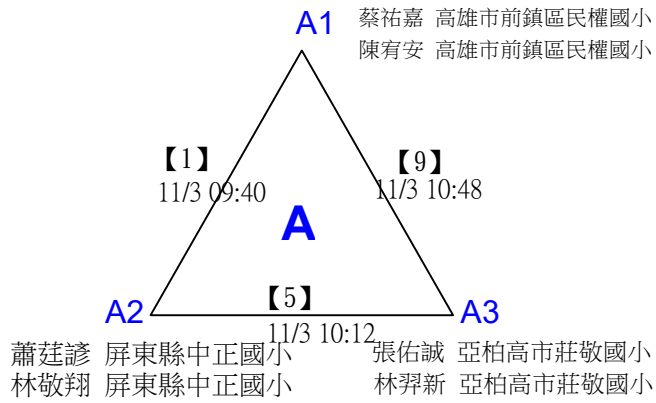 A1
蔡祐嘉 高雄市前鎮區民權國小
陳宥安 高雄市前鎮區民權國小
【1】
11/3 09:40
【9】
11/3 10:48
A
A2
【5】
11/3 10:12
A3
蕭莛諺 屏東縣中正國小
林敬翔 屏東縣中正國小
張佑誠 亞柏高市莊敬國小
林羿新 亞柏高市莊敬國小